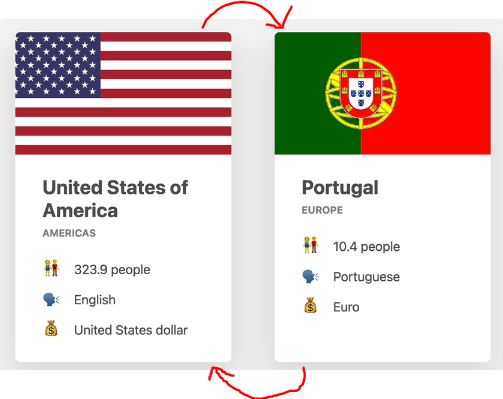 United States of
America
AMERICAS
323.9 people
English
United States dollar
Portugal
EUROPE
10.4 people
Portuguese
Euro